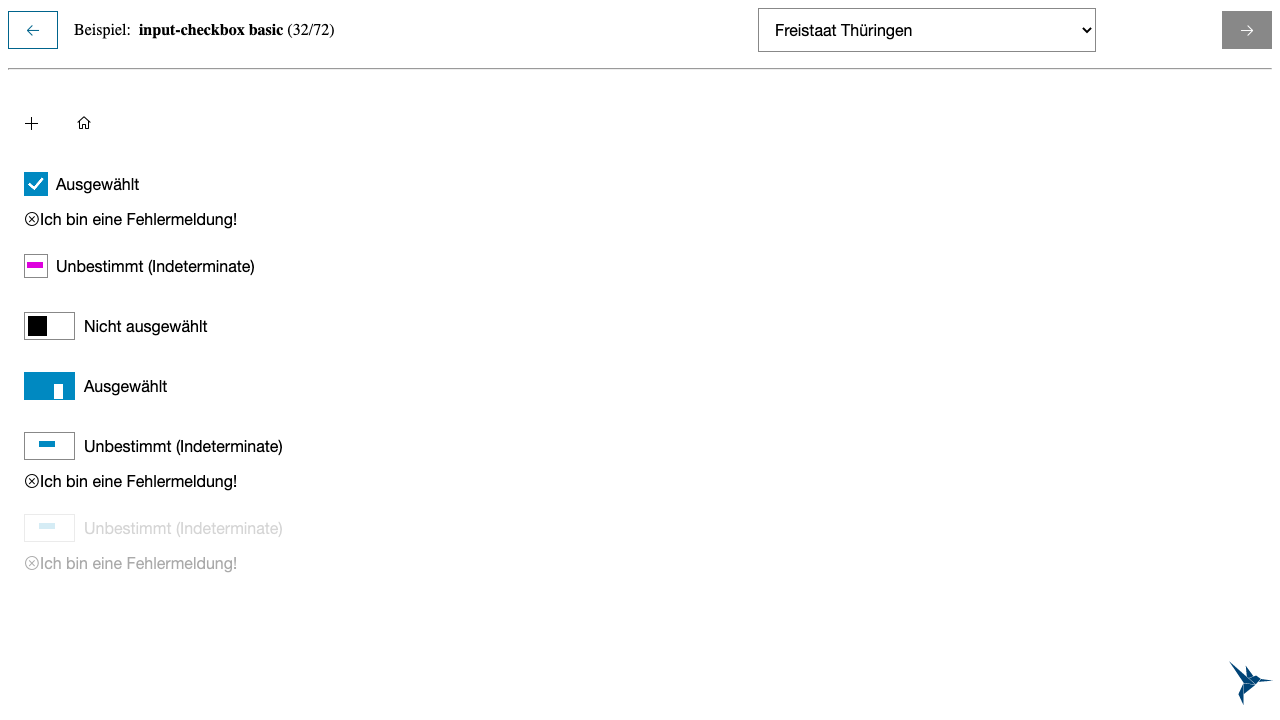 Beispiel: input-checkbox basic (32/72)
Freistaat Thüringen
Ausgewählt
Ich bin eine Fehlermeldung!
Unbestimmt (Indeterminate)
Nicht ausgewählt
Ausgewählt
Unbestimmt (Indeterminate)
Ich bin eine Fehlermeldung!
Unbestimmt (Indeterminate)
Ich bin eine Fehlermeldung!